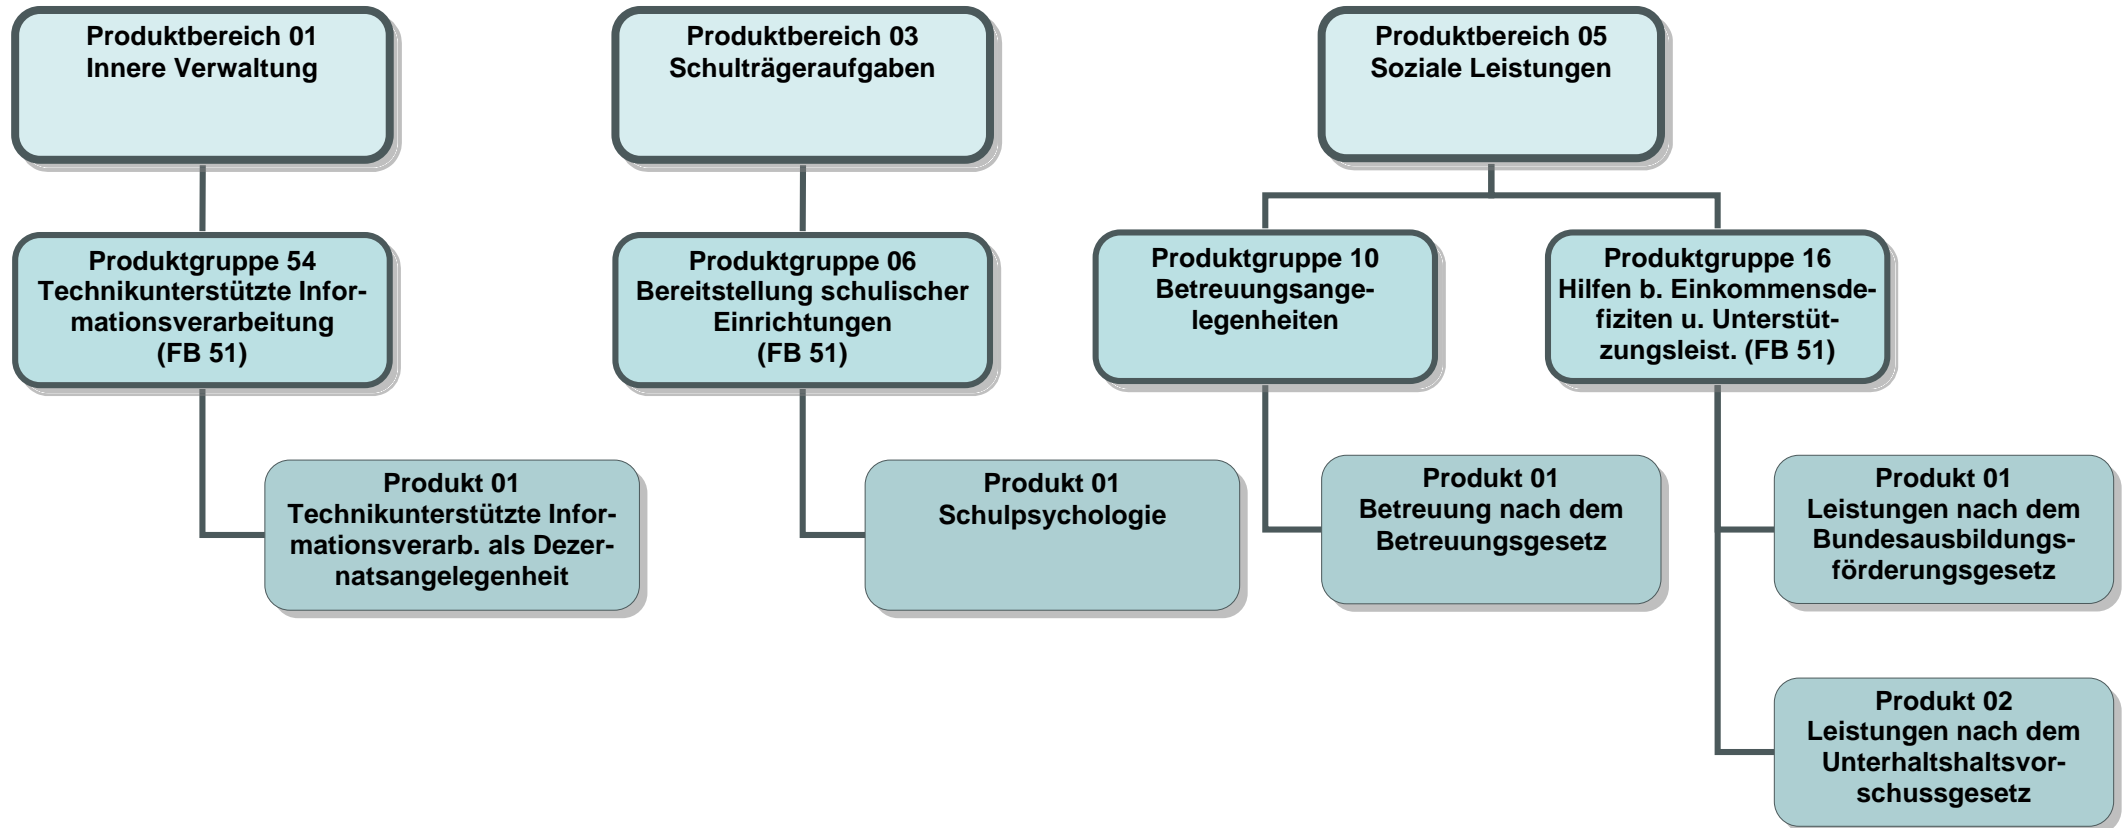 Produktbereich 01
Innere Verwaltung
Produktbereich 03
Schulträgeraufgaben
Produktbereich 05
Soziale Leistungen
Produktgruppe 54
Technikunterstützte Infor-
mationsverarbeitung
(FB 51)
Produktgruppe 06
Bereitstellung schulischer
Einrichtungen
(FB 51)
Produktgruppe 10
Betreuungsange-
legenheiten
Produktgruppe 16
Hilfen b. Einkommensde-
fiziten u. Unterstüt-
zungsleist. (FB 51)
Produkt 01
Technikunterstützte Infor-
mationsverarb. als Dezer-
natsangelegenheit
Produkt 01
Schulpsychologie
Produkt 01
Betreuung nach dem
Betreuungsgesetz
Produkt 01
Leistungen nach dem
Bundesausbildungs-
förderungsgesetz
Produkt 02
Leistungen nach dem
Unterhaltshaltsvor-
schussgesetz